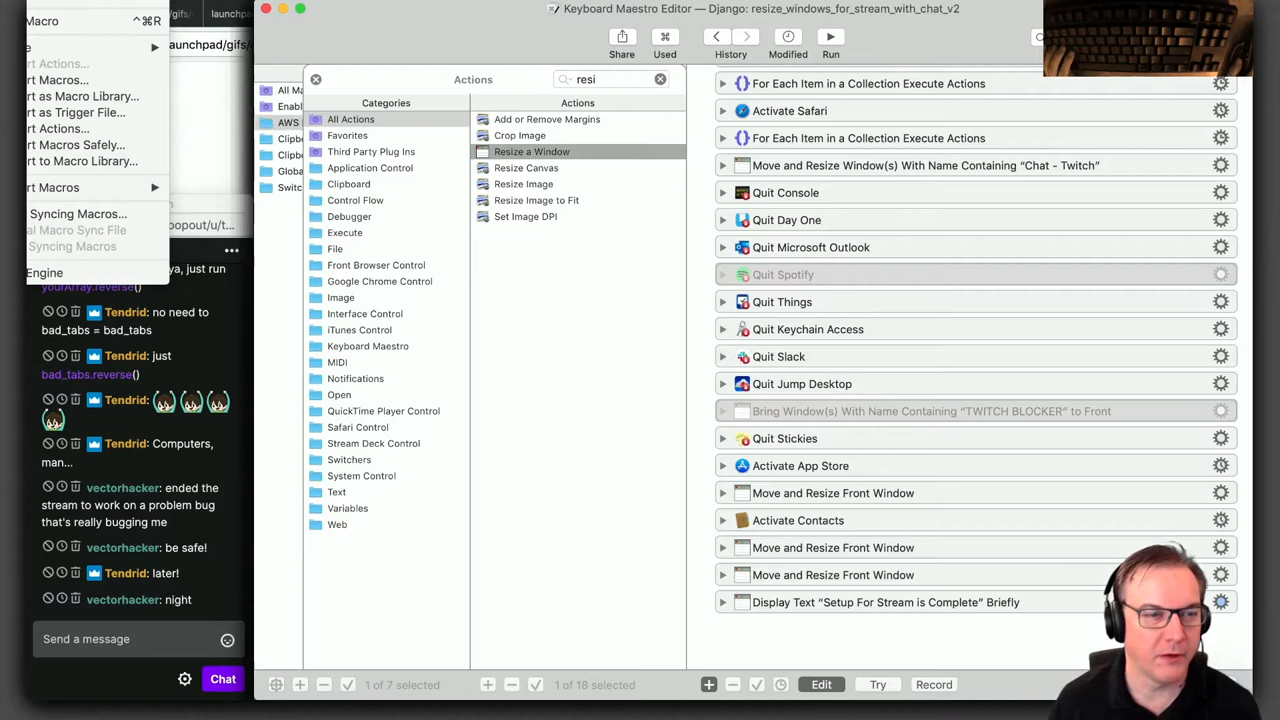 Macro ⌃⌘R
e
rt Actions...
rt Macros...
rt as Macro Library...
rt as Trigger File...
rt Actions...
rt Macros Safely...
rt to Macro Library...
rt Macros
Syncing Macros...
al Macro Sync File
Syncing Macros
Engine
launchpad
aunchpad/gifs/
popout/u/t...
ya, just run
yourArray.reverse()
Tendrid: no need to
bad_tabs = bad_tabs
Tendrid: just
bad_tabs.reverse()
Tendrid:
Tendrid: Computers,
man...
vectorhacker: ended the
stream to work on a problem bug
that's really bugging me
vectorhacker: be safe!
Tendrid: later!
vectorhacker: night
Send a message
Chat
Keyboard Maestro Editor — Django: resize_windows_for_stream_with_chat_v2
Share
Used
History
Modified
Run
All Ma
Enabl
AWS
Clipb
Clipb
Globa
Switc
Actions
resi
Categories
All Actions
Favorites
Third Party Plug Ins
Application Control
Clipboard
Control Flow
Debugger
Execute
File
Front Browser Control
Google Chrome Control
Image
Interface Control
iTunes Control
Keyboard Maestro
MIDI
Notifications
Open
QuickTime Player Control
Safari Control
Stream Deck Control
Switchers
System Control
Text
Variables
Web
Actions
Add or Remove Margins
Crop Image
Resize a Window
Resize Canvas
Resize Image
Resize Image to Fit
Set Image DPI
For Each Item in a Collection Execute Actions
Activate Safari
For Each Item in a Collection Execute Actions
Move and Resize Window(s) With Name Containing “Chat - Twitch”
Quit Console
Quit Day One
Quit Microsoft Outlook
Quit Spotify
Quit Things
Quit Keychain Access
Quit Slack
Quit Jump Desktop
Bring Window(s) With Name Containing “TWITCH BLOCKER” to Front
Quit Stickies
Activate App Store
Move and Resize Front Window
Activate Contacts
Move and Resize Front Window
Move and Resize Front Window
Display Text “Setup For Stream is Complete” Briefly
1 of 7 selected
1 of 18 selected
Edit
Try
Record